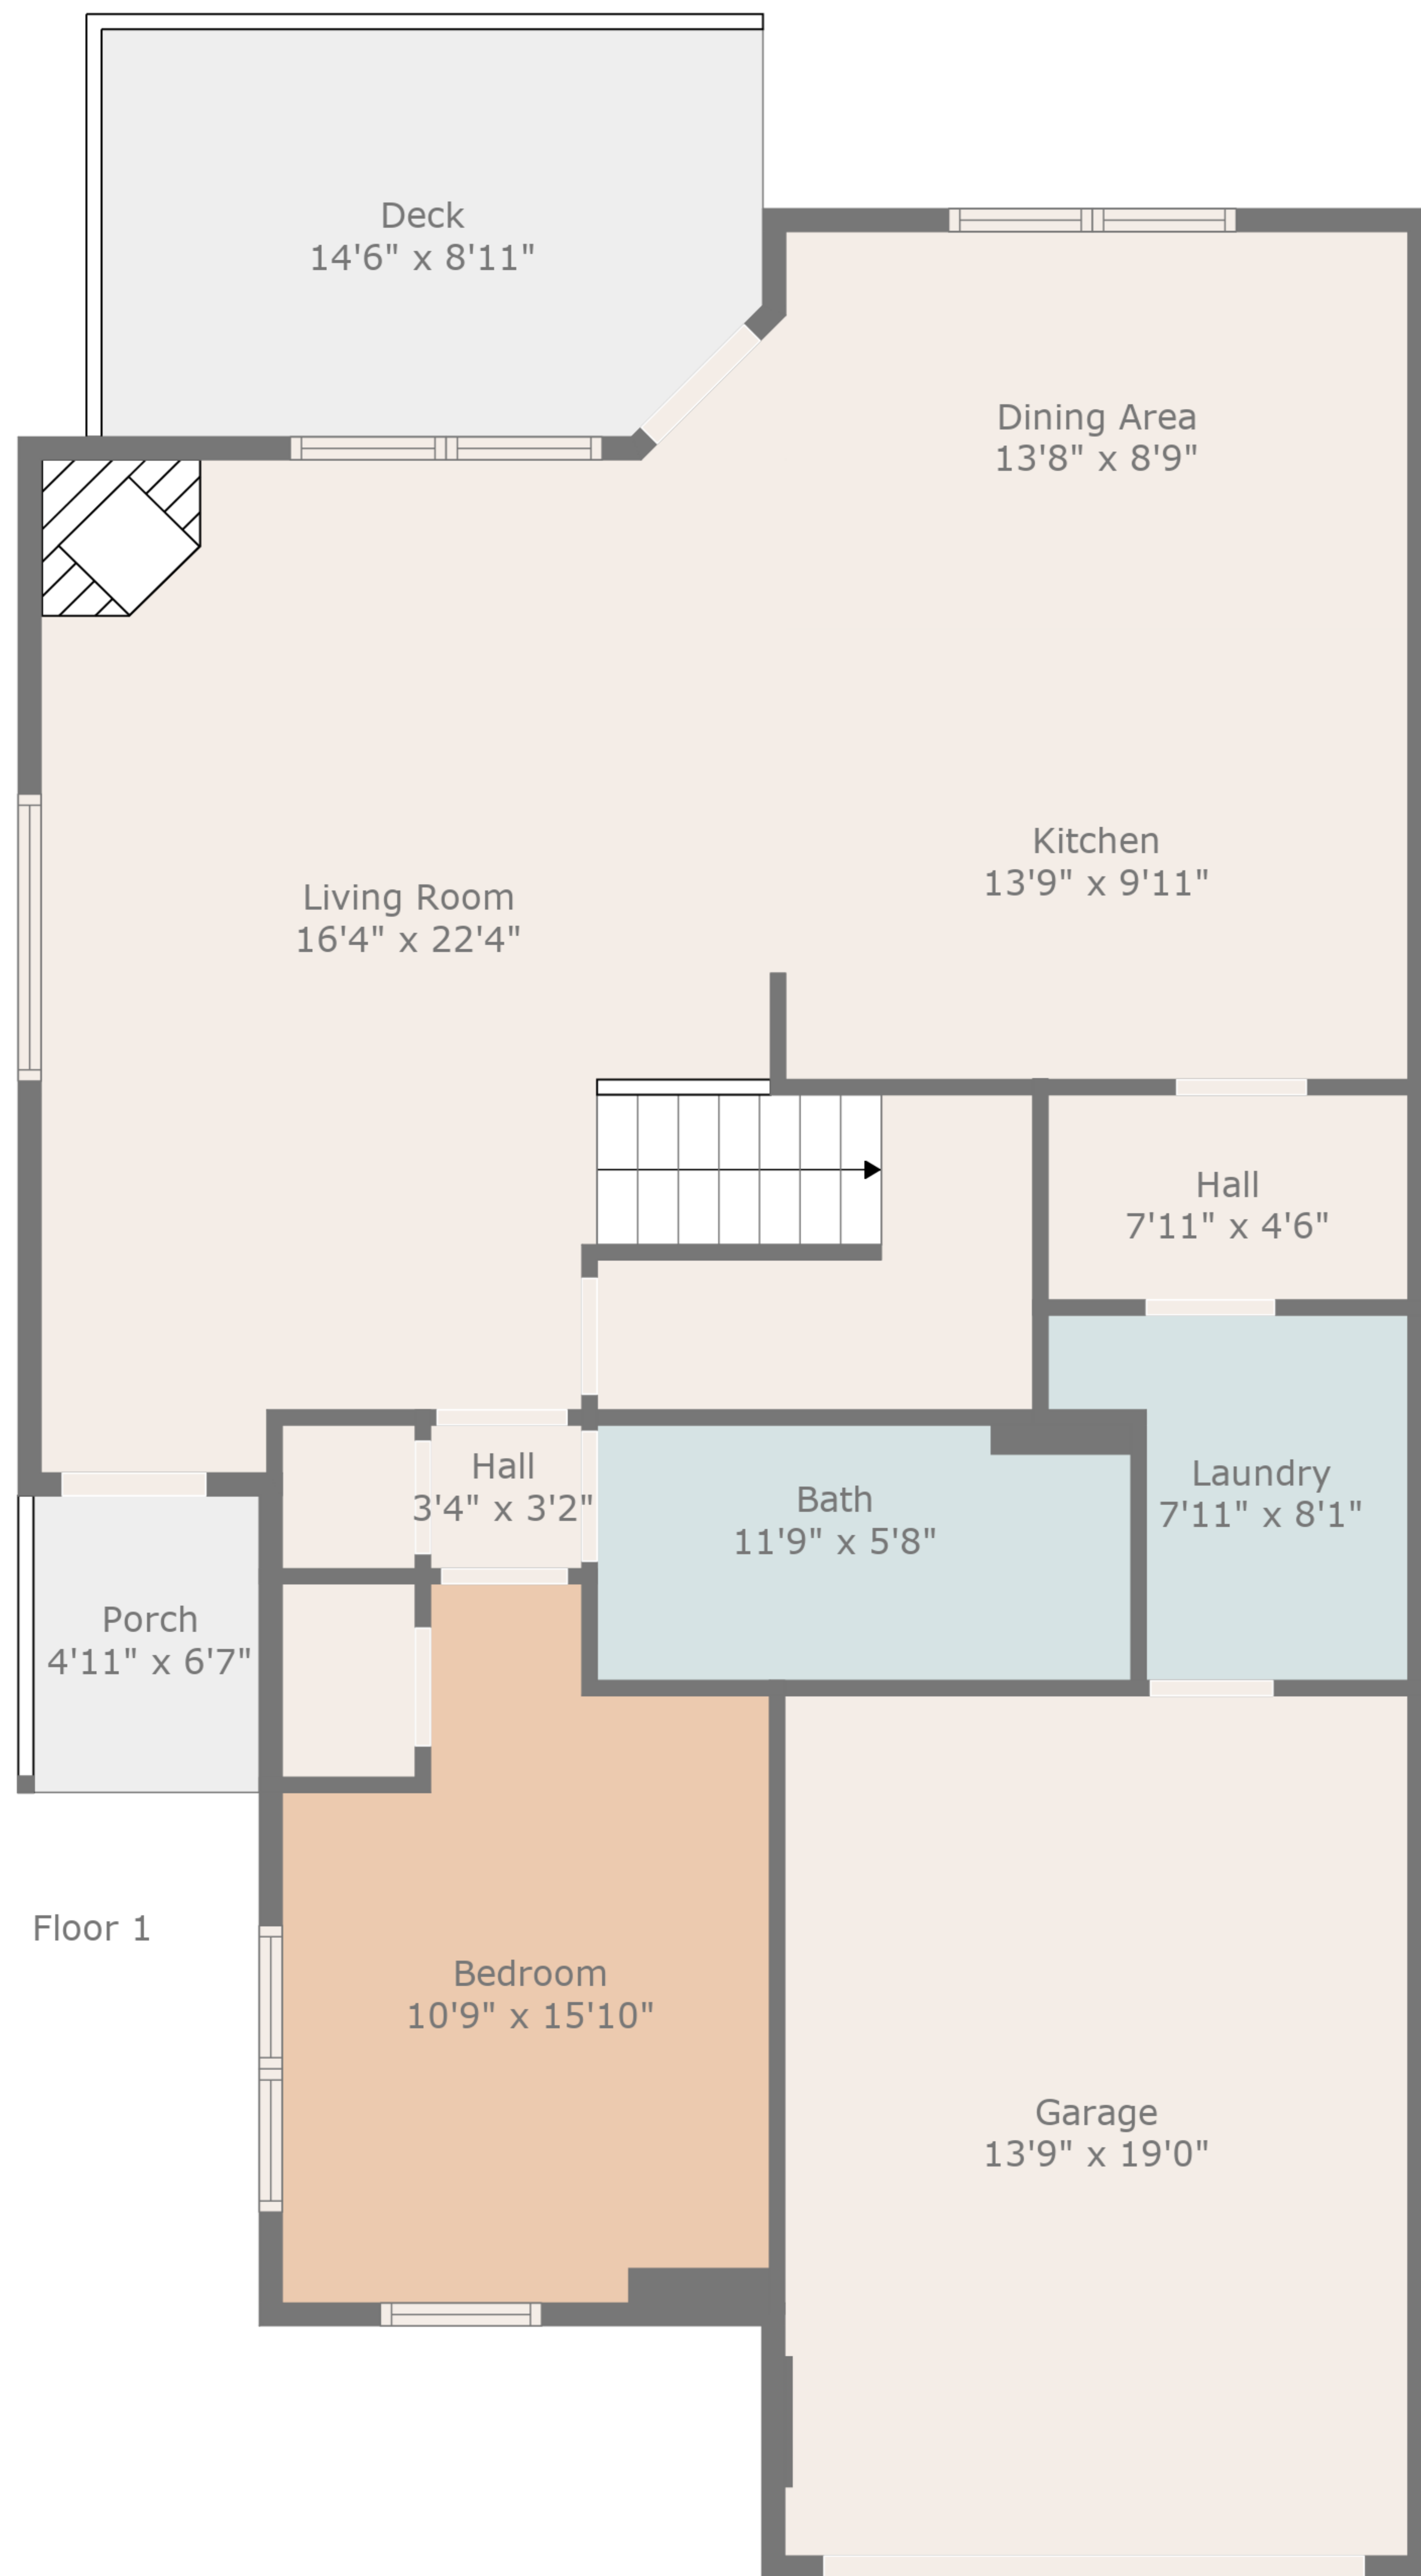 Deck
14'6" x 8'11"
Dining Area
13'8" x 8'9"
Kitchen
13'9" x 9'11"
Living Room
16'4" x 22'4"
Hall
7'11" x 4'6"
Hall
3'4" x 3'2"
Bath
11'9" x 5'8"
Laundry
7'11" x 8'1"
Porch
4'11" x 6'7"
Floor 1
Bedroom
10'9" x 15'10"
Garage
13'9" x 19'0"